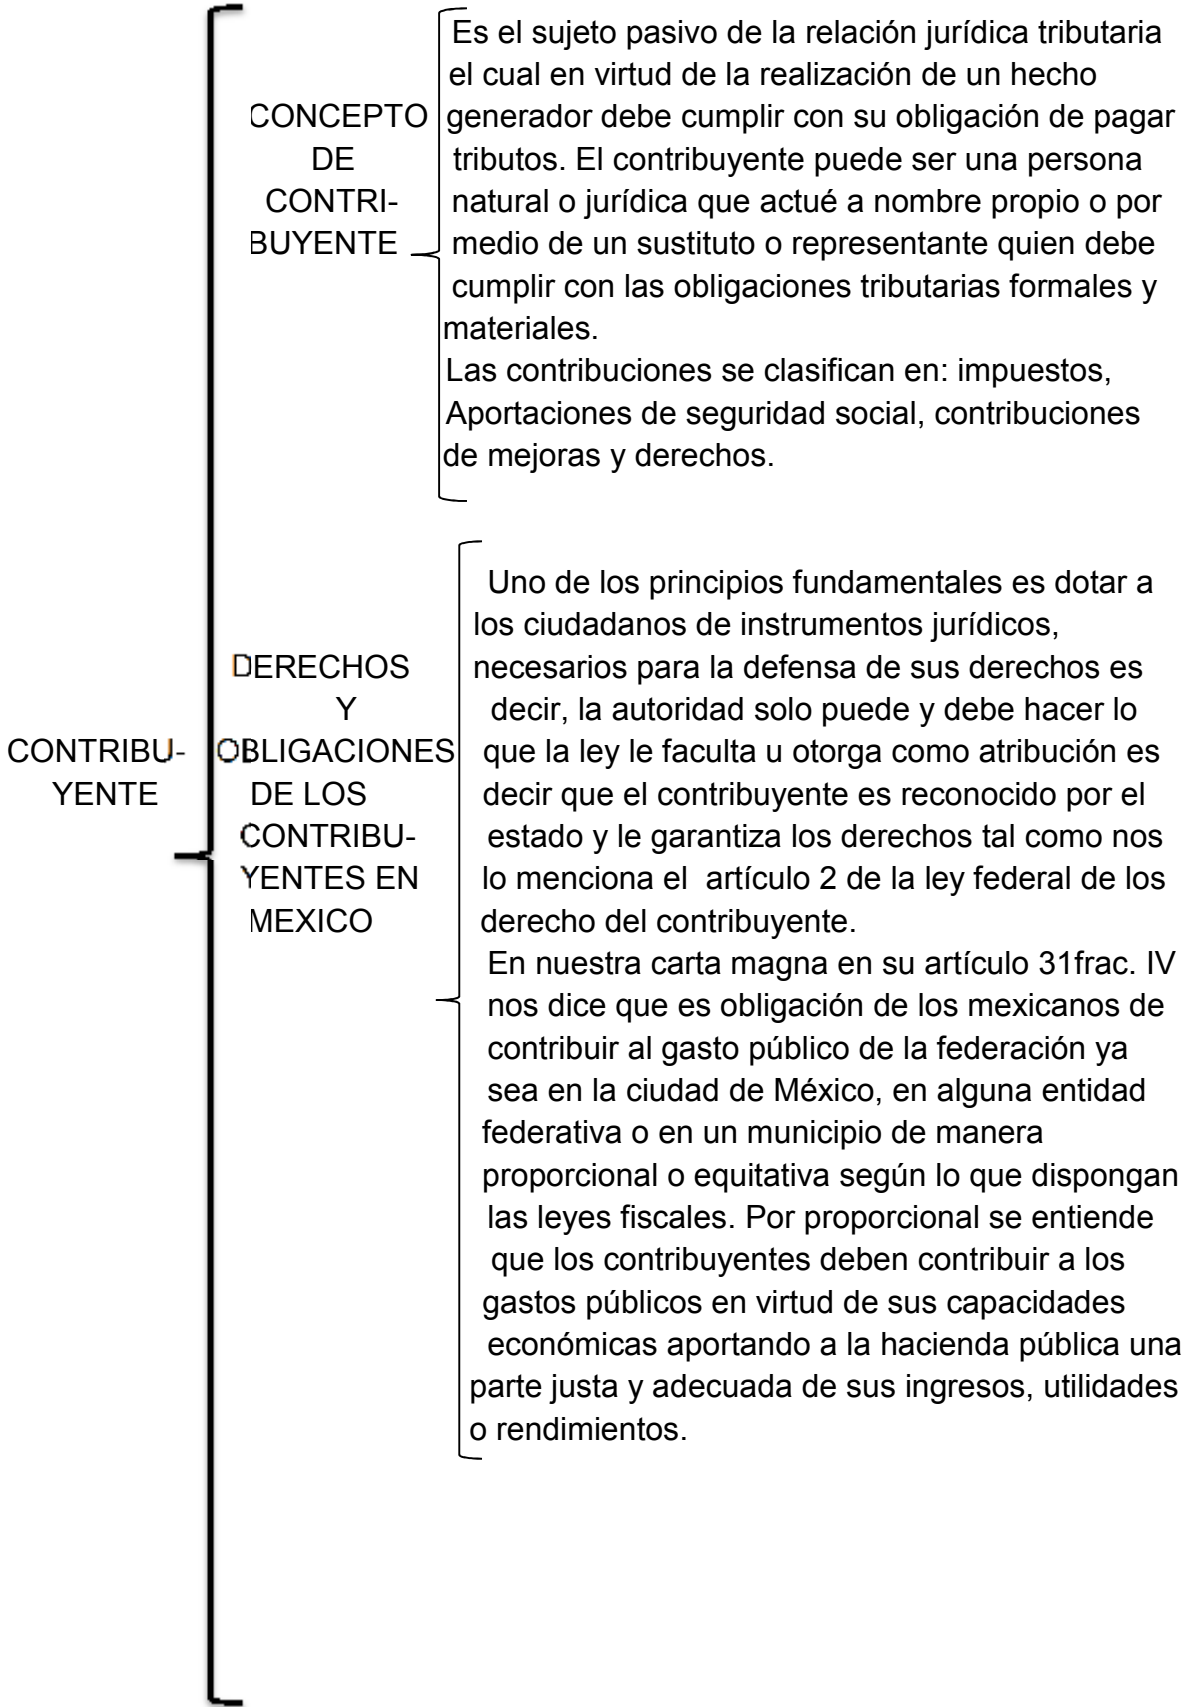 CONTRIBU-
YENTE
CONCEPTO
DE
CONTRI-
BUYENTE
Es el sujeto pasivo de la relación jurídica tributaria
el cual en virtud de la realización de un hecho
generador debe cumplir con su obligación de pagar
tributos. El contribuyente puede ser una persona
natural o jurídica que actué a nombre propio o por
medio de un sustituto o representante quien debe
cumplir con las obligaciones tributarias formales y
materiales.
Las contribuciones se clasifican en: impuestos,
Aportaciones de seguridad social, contribuciones
de mejoras y derechos.
DERECHOS
Y
OBLIGACIONES
DE LOS
CONTRIBU-
YENTES EN
MEXICO
Uno de los principios fundamentales es dotar a
los ciudadanos de instrumentos jurídicos,
necesarios para la defensa de sus derechos es
decir, la autoridad solo puede y debe hacer lo
que la ley le faculta u otorga como atribución es
decir que el contribuyente es reconocido por el
estado y le garantiza los derechos tal como nos
lo menciona el artículo 2 de la ley federal de los
derecho del contribuyente.
En nuestra carta magna en su artículo 31frac. IV
nos dice que es obligación de los mexicanos de
contribuir al gasto público de la federación ya
sea en la ciudad de México, en alguna entidad
federativa o en un municipio de manera
proporcional o equitativa según lo que dispongan
las leyes fiscales. Por proporcional se entiende
que los contribuyentes deben contribuir a los
gastos públicos en virtud de sus capacidades
económicas aportando a la hacienda pública una
parte justa y adecuada de sus ingresos, utilidades
o rendimientos.